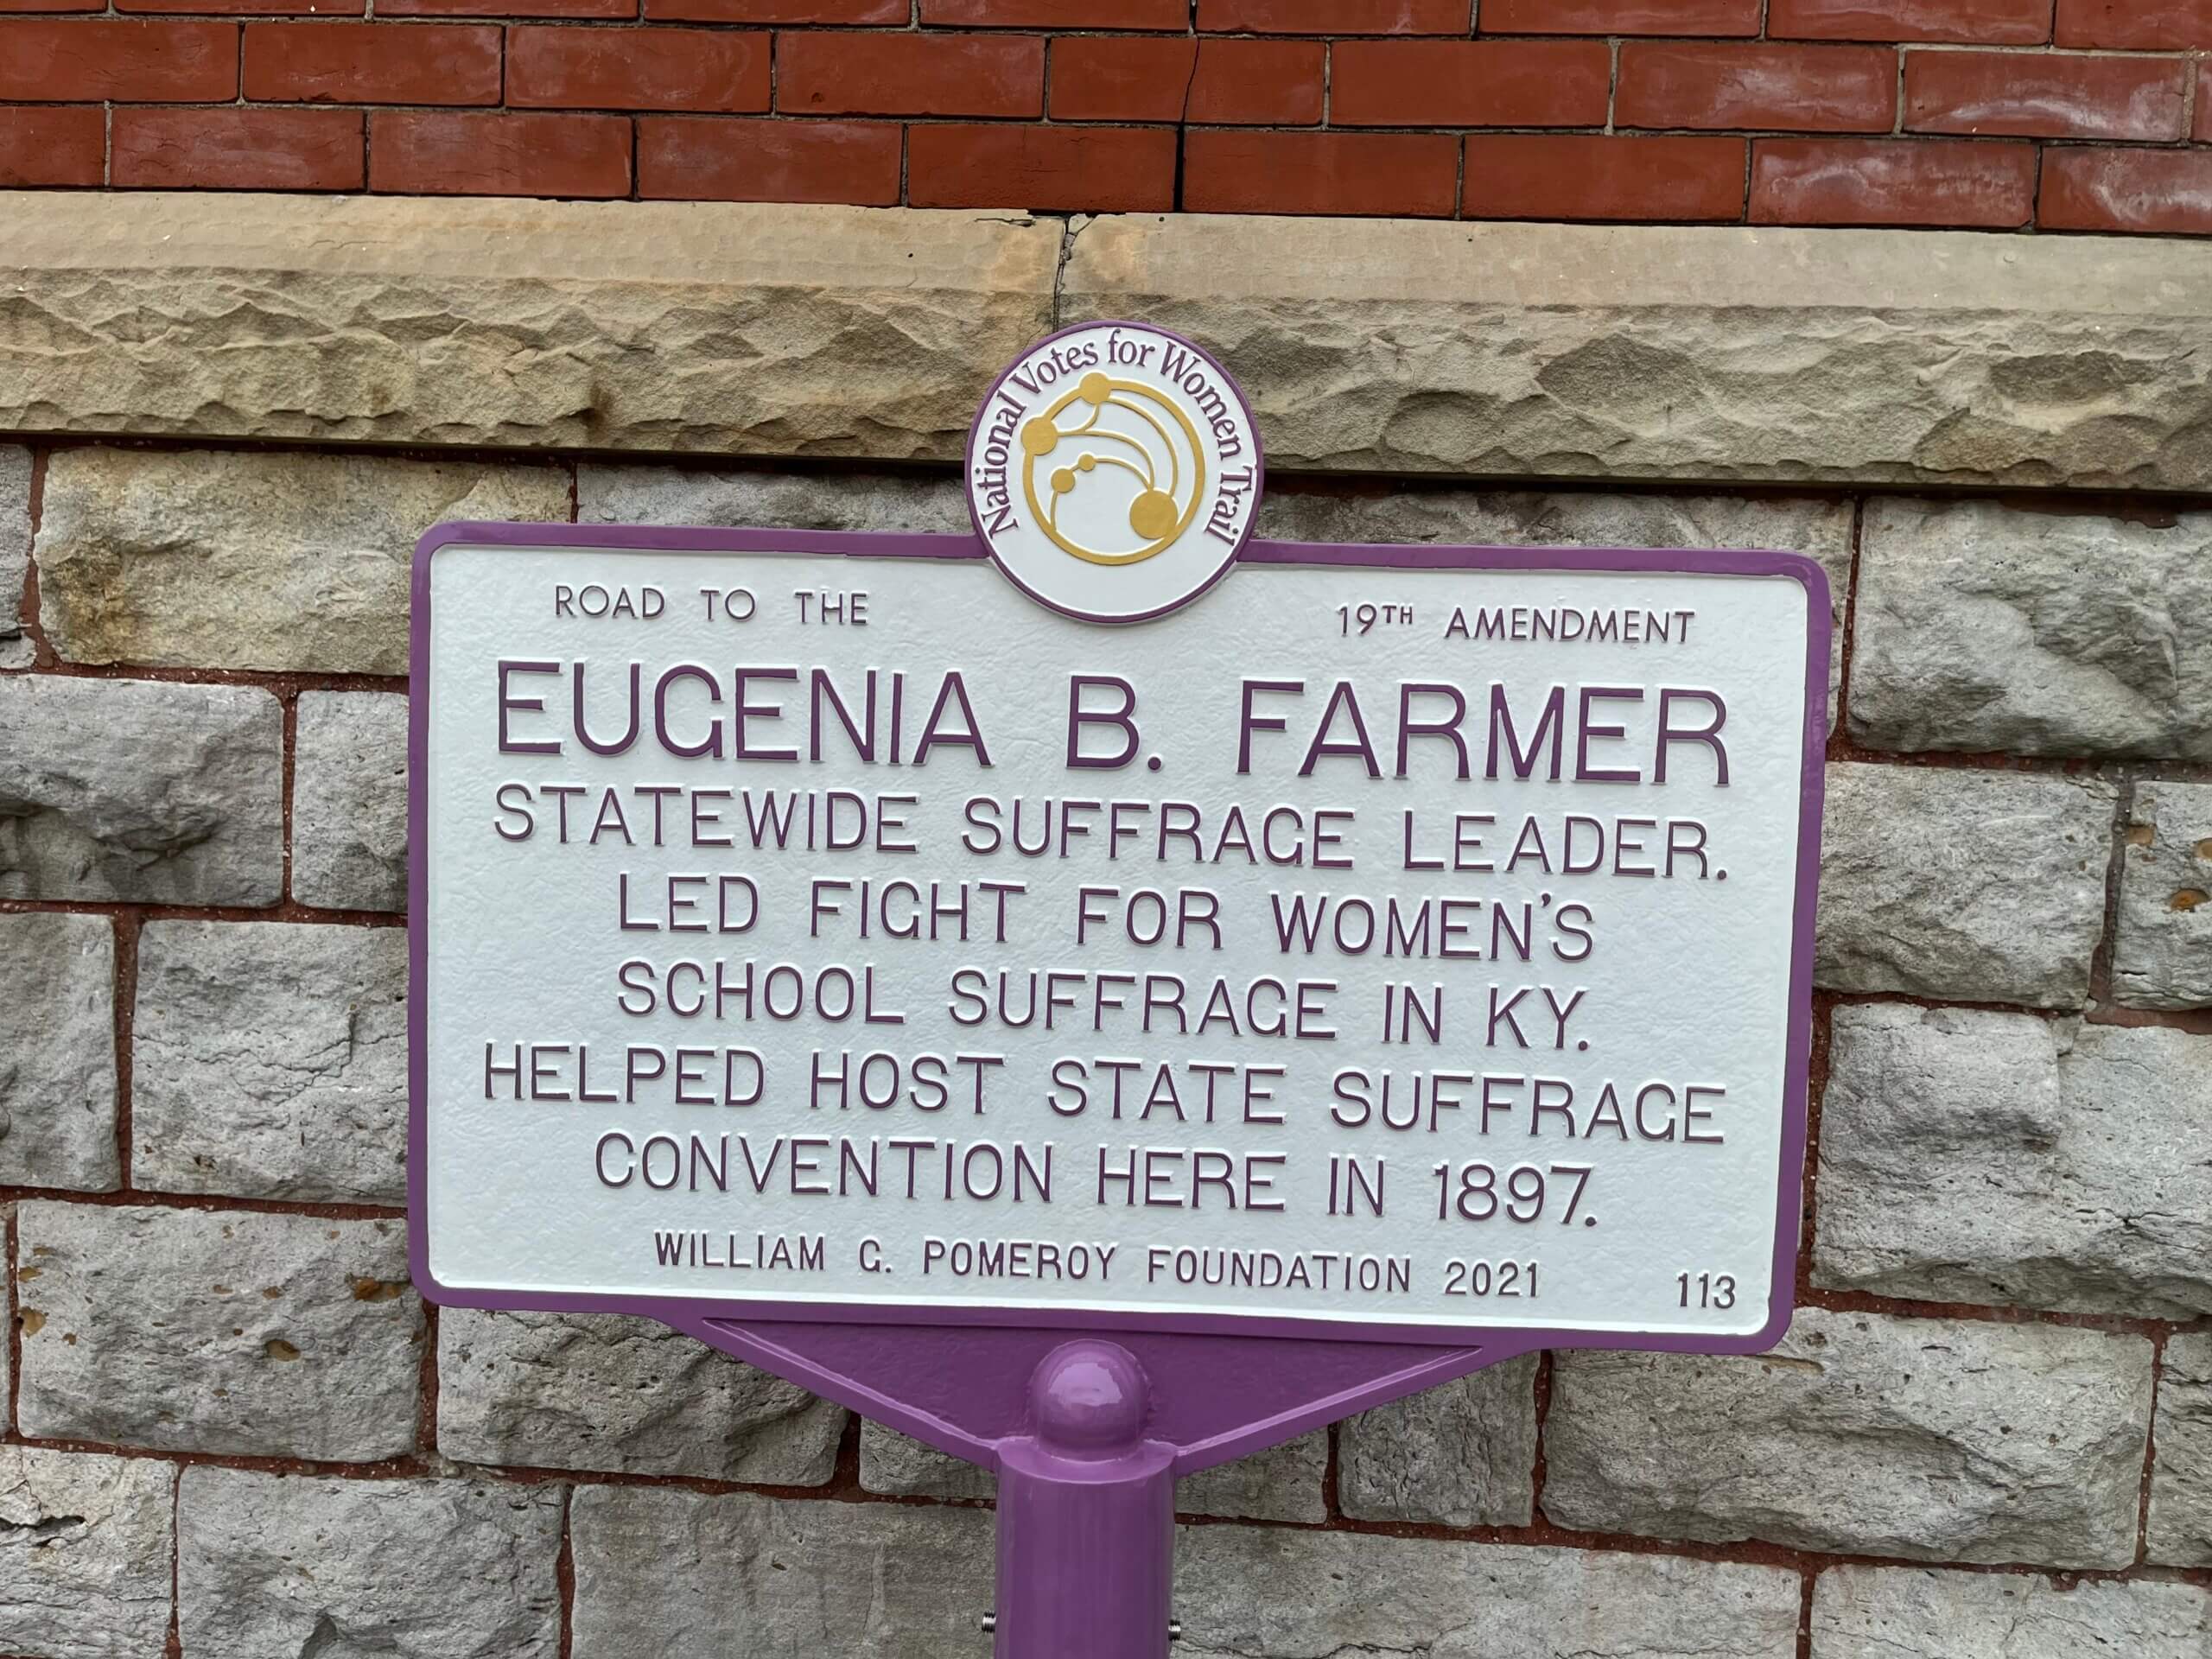 National Votes for Women Trail
ROAD TO THE 19TH AMENDMENT
EUGENIA B. FARMER
STATEWIDE SUFFRAGE LEADER.
LED FIGHT FOR WOMEN'S
SCHOOL SUFFRAGE IN KY.
HELPED HOST STATE SUFFRAGE
CONVENTION HERE IN 1897.
WILLIAM G. POMEROY FOUNDATION 2021 113